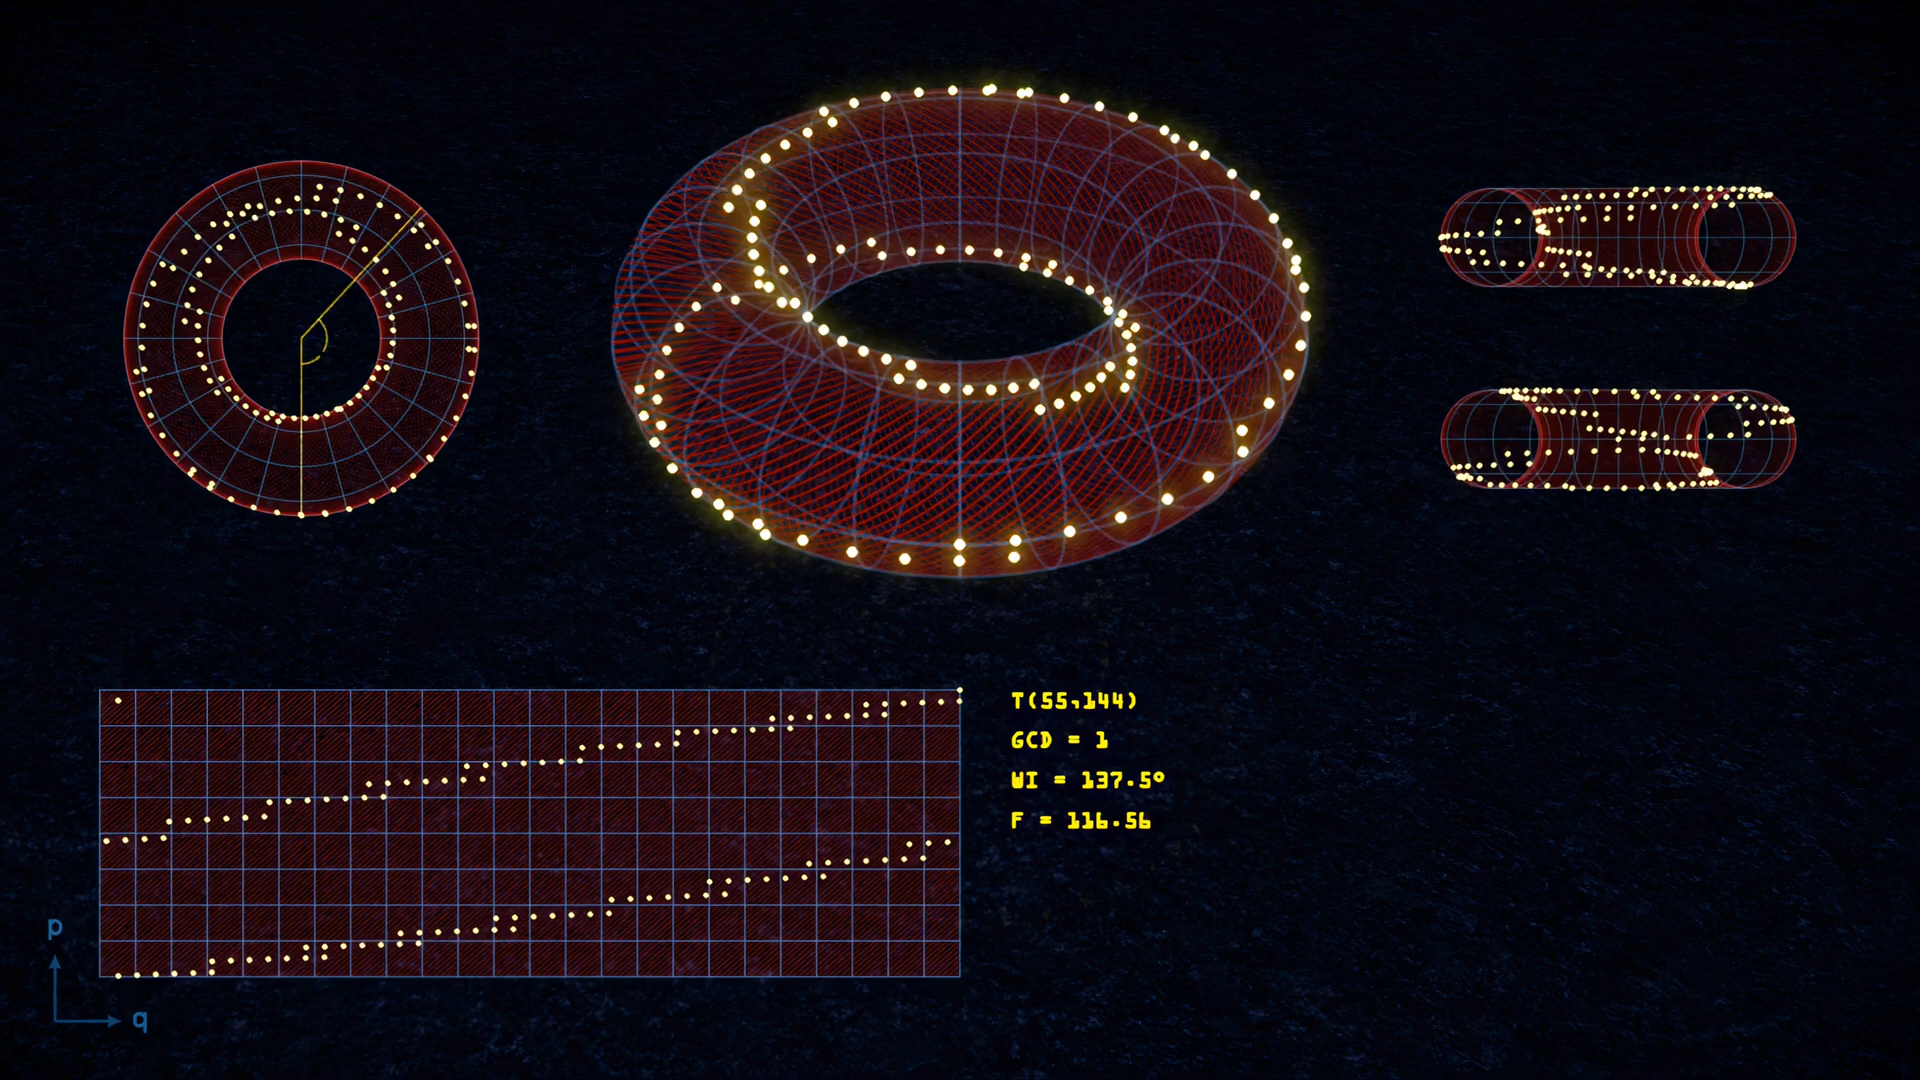 T(55,144)
GCD = 1
WI = 137.5°
F = 116.56
p
q